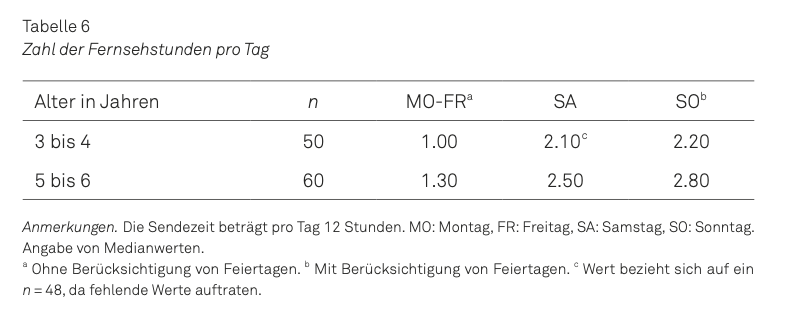 Tabelle 6
Zahl der Fernsehstunden pro Tag
Alter in Jahren n MO-FRᵃ SA SOᵇ
3 bis 4 50 1.00 2.10ᶜ 2.20
5 bis 6 60 1.30 2.50 2.80
Anmerkungen. Die Sendezeit beträgt pro Tag 12 Stunden. MO: Montag, FR: Freitag, SA: Samstag, SO: Sonntag.
Angabe von Medianwerten.
ᵃ Ohne Berücksichtigung von Feiertagen. ᵇ Mit Berücksichtigung von Feiertagen. ᶜ Wert bezieht sich auf ein
n = 48, da fehlende Werte auftraten.